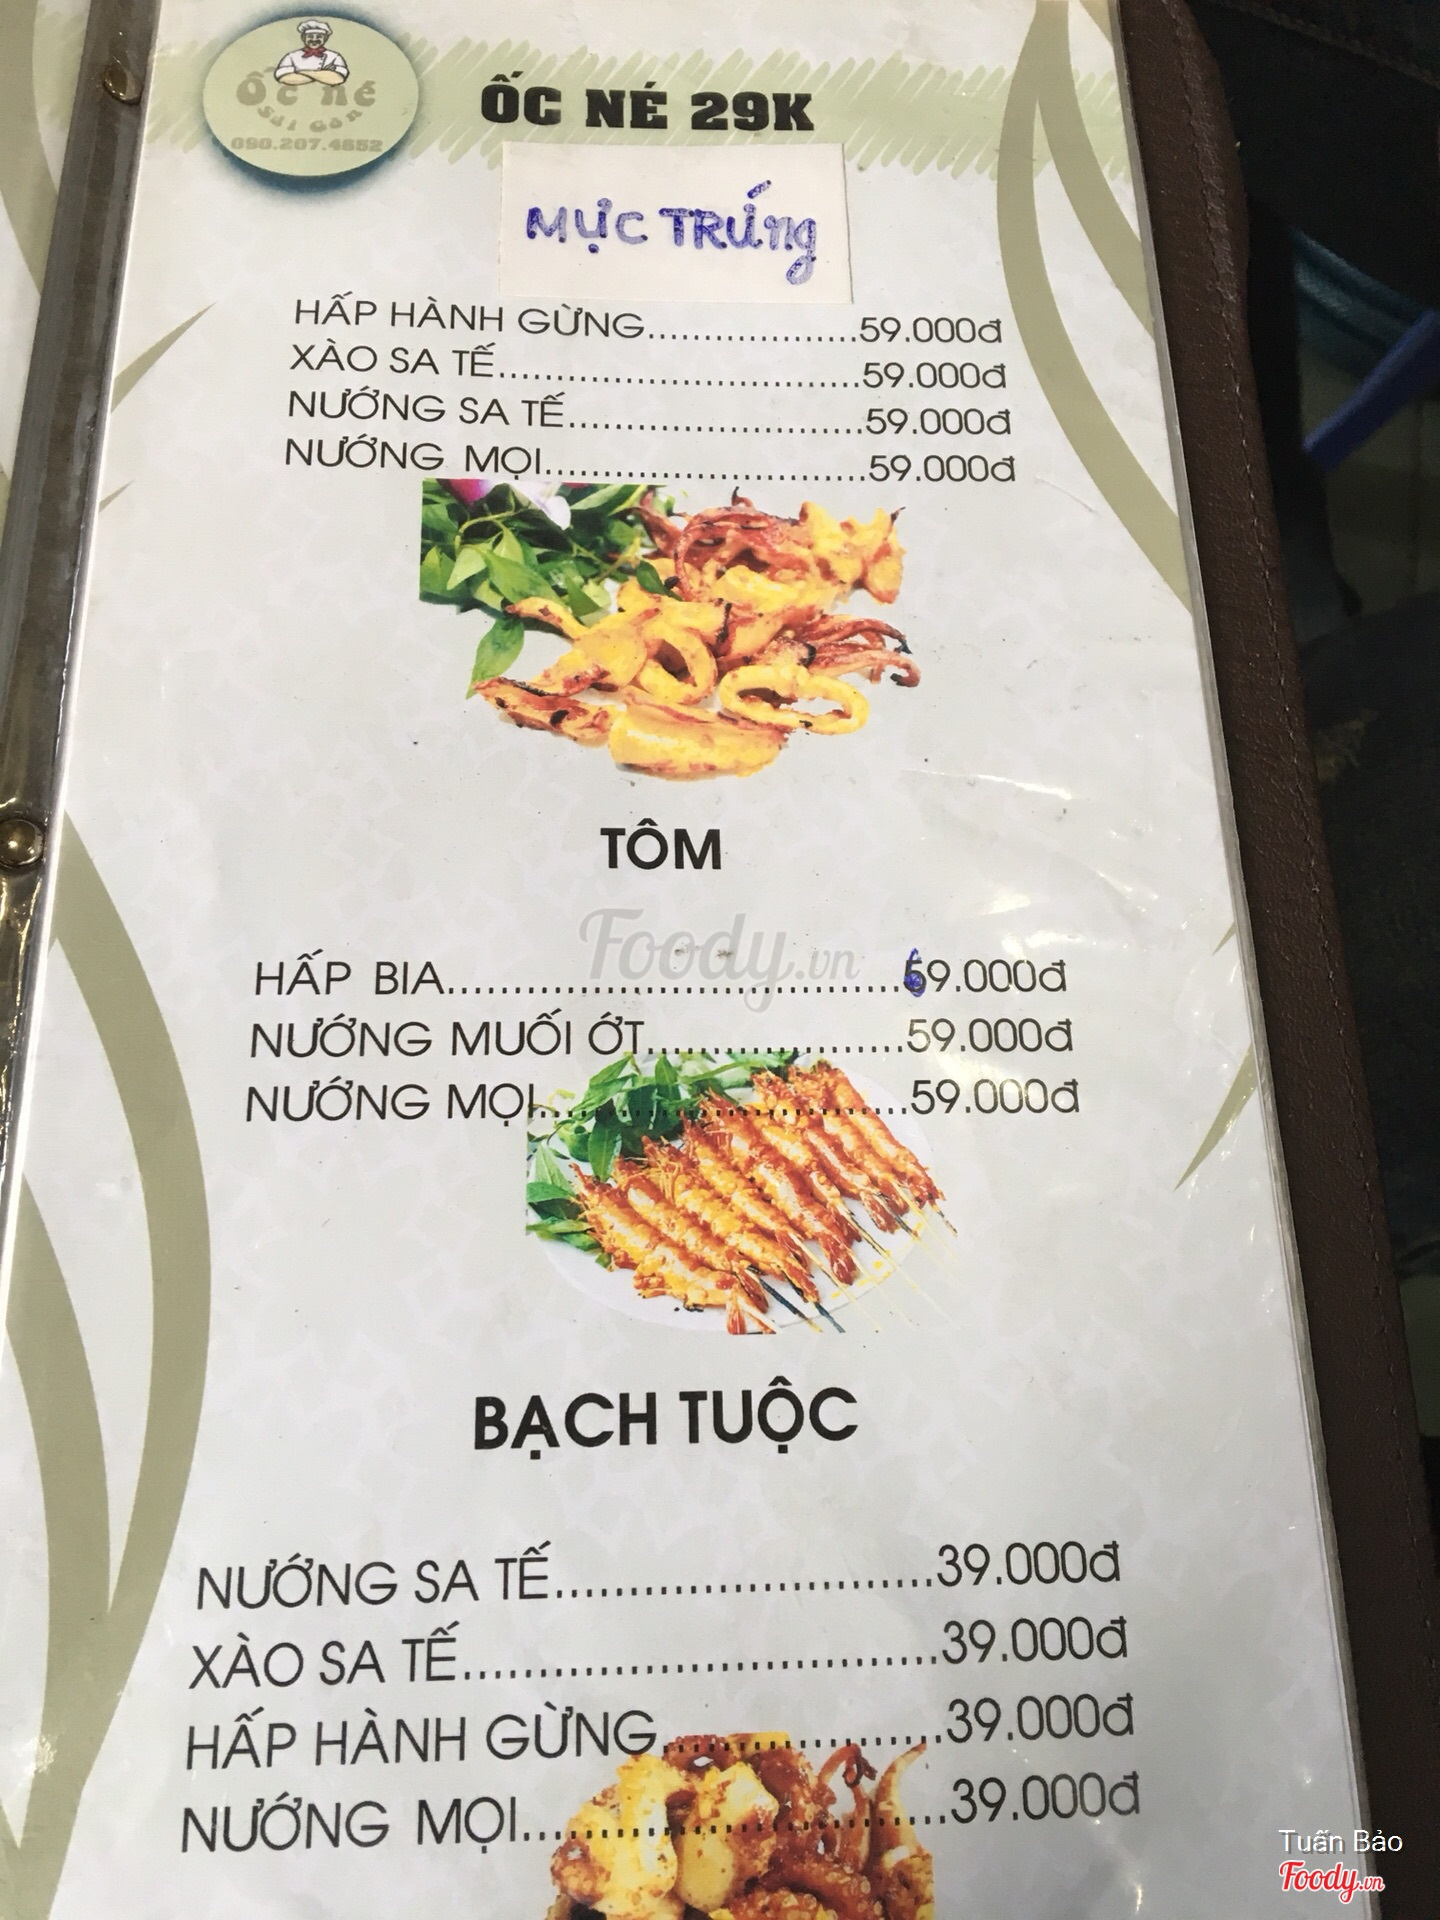 Ốc né
Sài Gòn
090.207.4652
ỐC NÉ 29K
MỰC TRỨng
HẤP HÀNH GỪNG...................59.000đ
XÀO SA TẾ.................................59.000đ
NƯỚNG SA TẾ...........................59.000đ
NƯỚNG MỌI.............................59.000đ
TÔM
Foody.vn
HẤP BIA......................................59.000đ
NƯỚNG MUỐI ỚT.....................59.000đ
NƯỚNG MỌI..............................59.000đ
BẠCH TUỘC
NƯỚNG SA TẾ..........................39.000đ
XÀO SA TẾ.................................39.000đ
HẤP HÀNH GỪNG...................39.000đ
NƯỚNG MỌI.............................39.000đ
Tuấn Bảo
Foody.vn